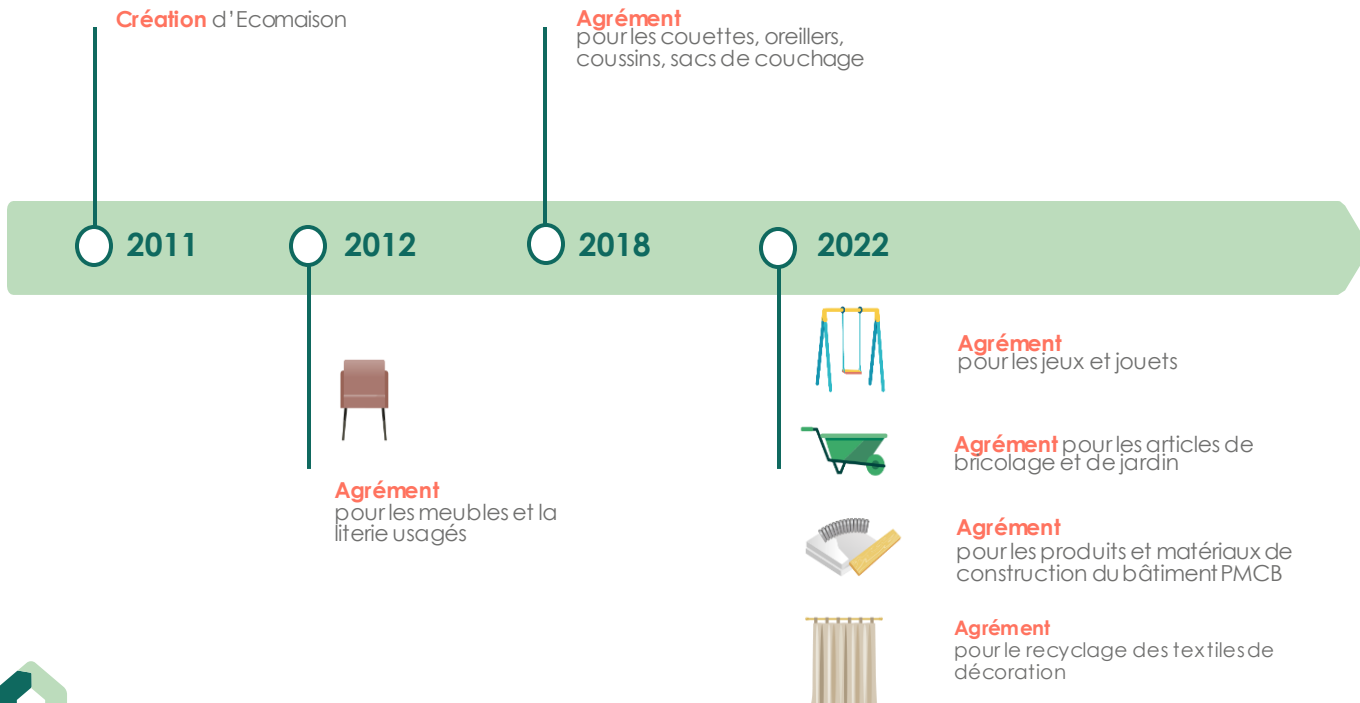 Création d’Ecomaison
Agrément
pour les couettes, oreillers,
coussins, sacs de couchage
2011
2012
2018
2022
Agrément
pour les meubles et la
literie usagés
Agrément
pour les jeux et jouets
Agrément pour les articles de
bricolage et de jardin
Agrément
pour les produits et matériaux de
construction du bâtiment PMCB
Agrément
pour le recyclage des textiles de
décoration